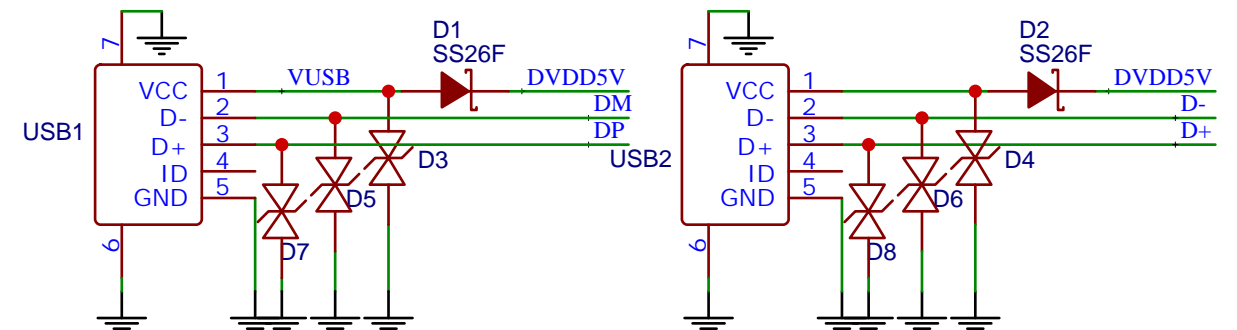 D1
SS26F
7
VCC 1 VUSB DVDD5V
D- 2 DM
USB1 D+ 3 DP
ID 4 D3
GND 5 D5
D7
6
D2
SS26F
7
VCC 1 DVDD5V
D- 2 D-
USB2 D+ 3 D+
ID 4 D4
GND 5 D6
D8
6